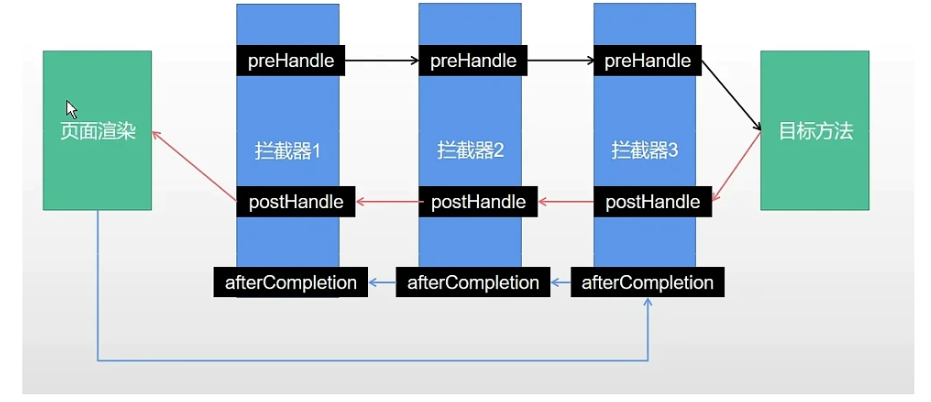 preHandle
preHandle
preHandle
页面渲染
拦截器1
拦截器2
拦截器3
目标方法
postHandle
postHandle
postHandle
afterCompletion
afterCompletion
afterCompletion